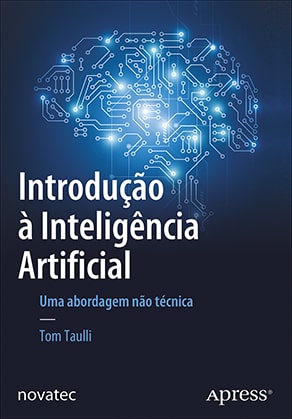 Introdução
à Inteligência
Artificial
Uma abordagem não técnica
Tom Taulli
novatec
Apress®